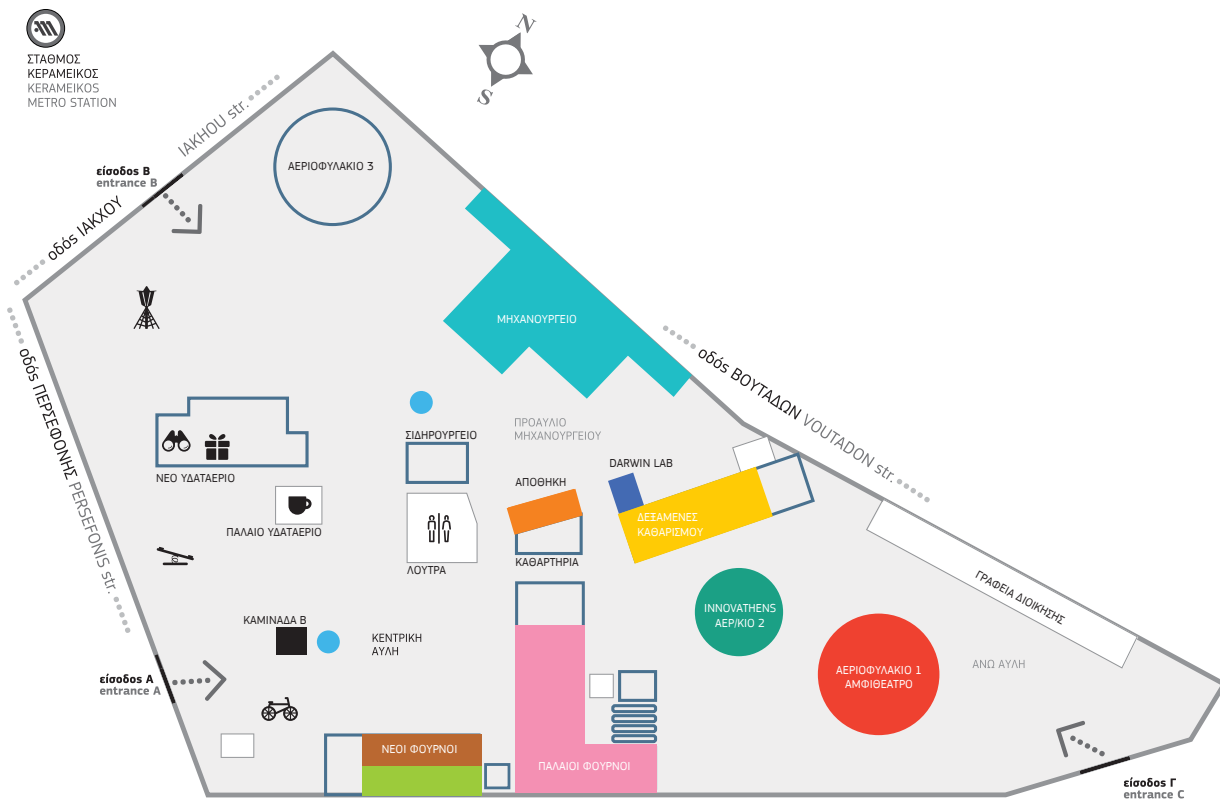 ΣΤΑΘΜΟΣ
ΚΕΡΑΜΕΙΚΟΣ
KERAMEIKOS
METRO STATION
N
S
IAKHOU str.
οδός ΙΑΚΧΟΥ
είσοδος Β
entrance B
ΑΕΡΙΟΦΥΛΑΚΙΟ 3
ΜΗΧΑΝΟΥΡΓΕΙΟ
οδός ΒΟΥΤΑΔΩΝ VOUTADON str.
οδός ΠΕΡΣΕΦΟΝΗΣ PERSEFONIS str.
ΠΡΟΑΥΛΙΟ
ΜΗΧΑΝΟΥΡΓΕΙΟΥ
ΣΙΔΗΡΟΥΡΓΕΙΟ
ΝΕΟ ΥΔΑΤΑΕΡΙΟ
DARWIN LAB
ΑΠΟΘΗΚΗ
ΔΕΞΑΜΕΝΕΣ
ΚΑΘΑΡΙΣΜΟΥ
ΠΑΛΑΙΟ ΥΔΑΤΑΕΡΙΟ
ΛΟΥΤΡΑ
ΚΑΘΑΡΤΗΡΙΑ
ΓΡΑΦΕΙΑ ΔΙΟΙΚΗΣΗΣ
INNOVATHENS
ΑΕΡ/ΚΙΟ 2
ΚΑΜΙΝΑΔΑ Β
ΚΕΝΤΡΙΚΗ
ΑΥΛΗ
ΑΕΡΙΟΦΥΛΑΚΙΟ 1
ΑΜΦΙΘΕΑΤΡΟ
ΑΝΩ ΑΥΛΗ
είσοδος Α
entrance A
ΝΕΟΙ ΦΟΥΡΝΟΙ
ΠΑΛΑΙΟΙ ΦΟΥΡΝΟΙ
είσοδος Γ
entrance C